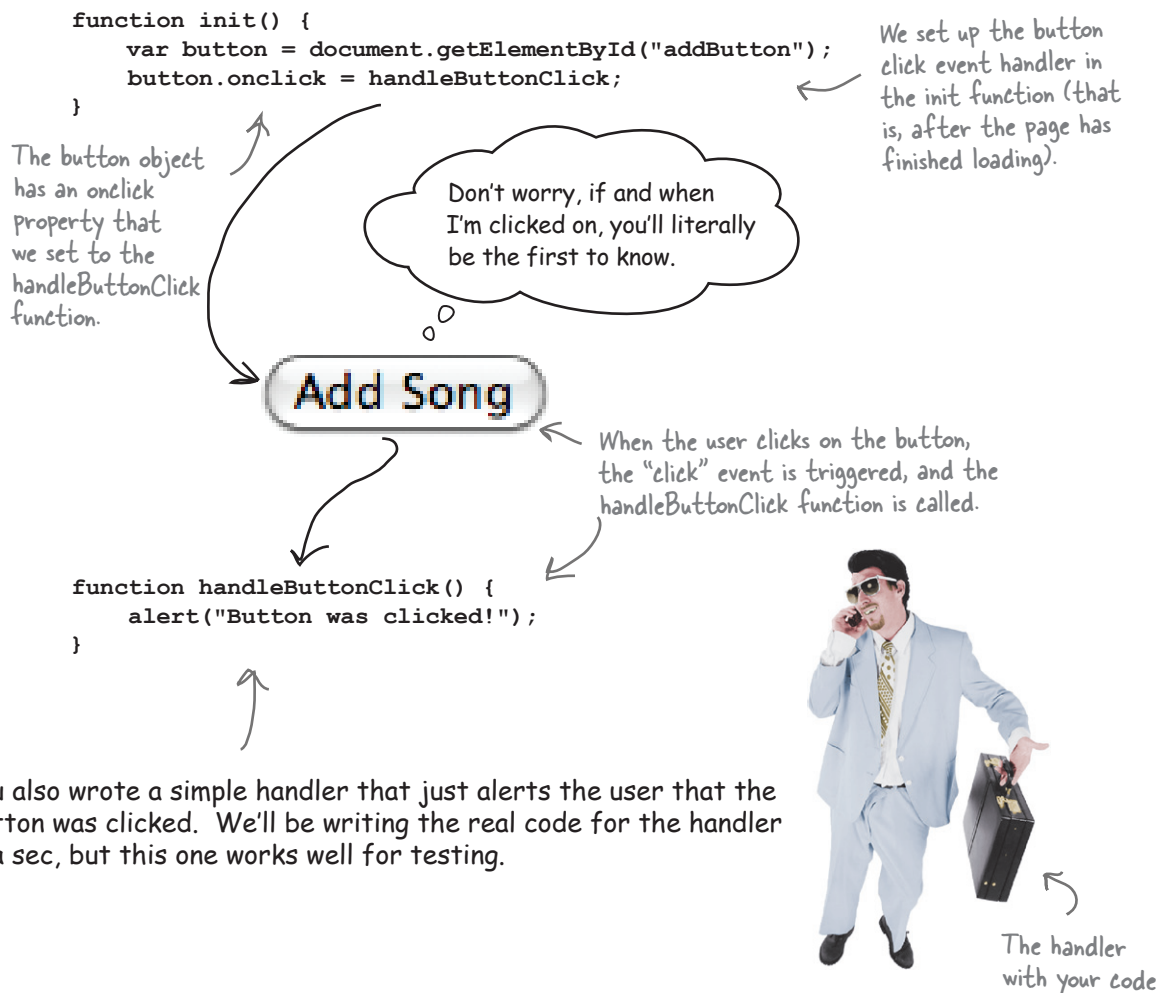 function init() {
var button = document.getElementById("addButton");
button.onclick = handleButtonClick;
}
We set up the button
click event handler in
the init function (that
is, after the page has
finished loading).
The button object
has an onclick
property that
we set to the
handleButtonClick
function.
Don't worry, if and when
I'm clicked on, you'll literally
be the first to know.
Add Song
When the user clicks on the button,
the “click” event is triggered, and the
handleButtonClick function is called.
function handleButtonClick() {
alert("Button was clicked!");
}
also wrote a simple handler that just alerts the user that the
was clicked. We'll be writing the real code for the handler
sec, but this one works well for testing.
The handler
with your code